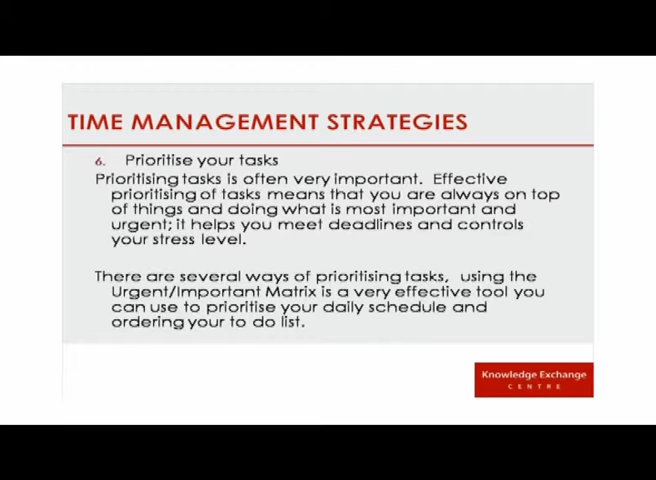 TIME MANAGEMENT STRATEGIES
6. Prioritise your tasks
Prioritising tasks is often very important. Effective
prioritising of tasks means that you are always on top
of things and doing what is most important and
urgent; it helps you meet deadlines and controls
your stress level.
There are several ways of prioritising tasks, using the
Urgent/Important Matrix is a very effective tool you
can use to prioritise your daily schedule and
ordering your to do list.
Knowledge Exchange
CENTRE